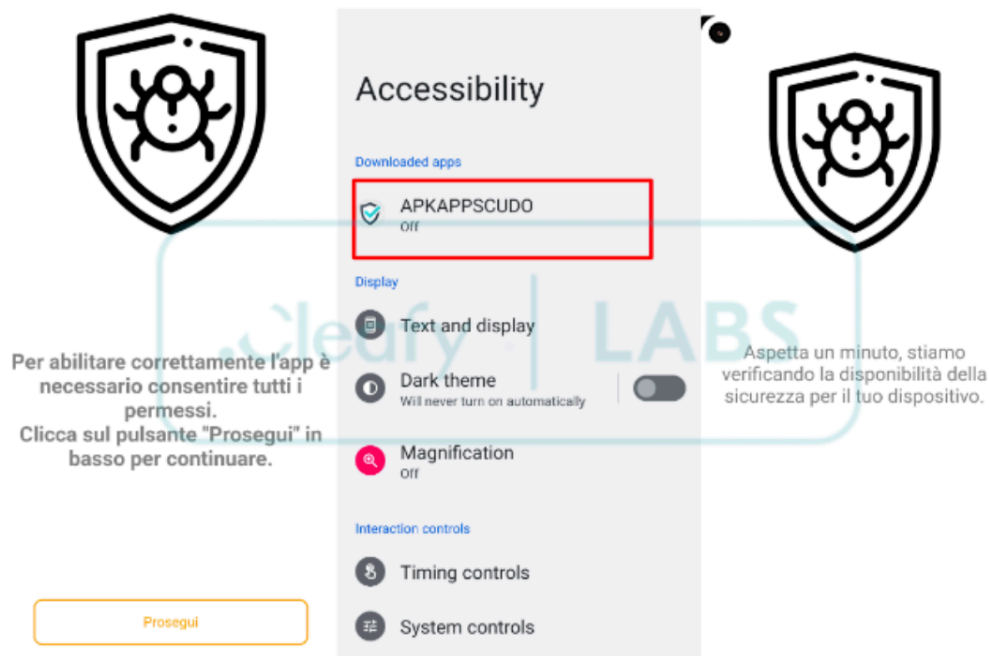 Per abilitare correttamente l'app è
necessario consentire tutti i
permessi.
Clicca sul pulsante "Prosegui" in
basso per continuare.
Prosegui
Accessibility
Downloaded apps
APKAPPSCUDO
Off
Display
Text and display
Dark theme
Will never turn on automatically
Magnification
Off
Interaction controls
Timing controls
System controls
Aspetta un minuto, stiamo
verificando la disponibilità della
sicurezza per il tuo dispositivo.
Cleafy | LABS